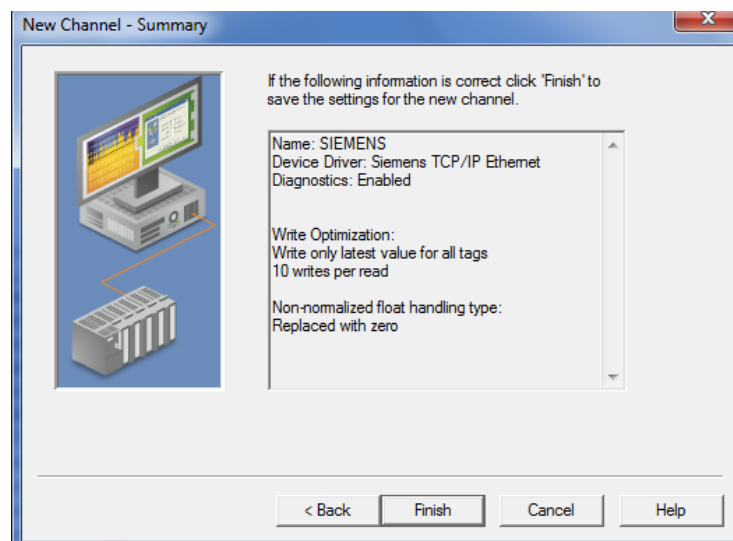 New Channel - Summary
If the following information is correct click 'Finish' to
save the settings for the new channel.
Name: SIEMENS
Device Driver: Siemens TCP/IP Ethernet
Diagnostics: Enabled
Write Optimization:
Write only latest value for all tags
10 writes per read
Non-normalized float handling type:
Replaced with zero
< Back
Finish
Cancel
Help